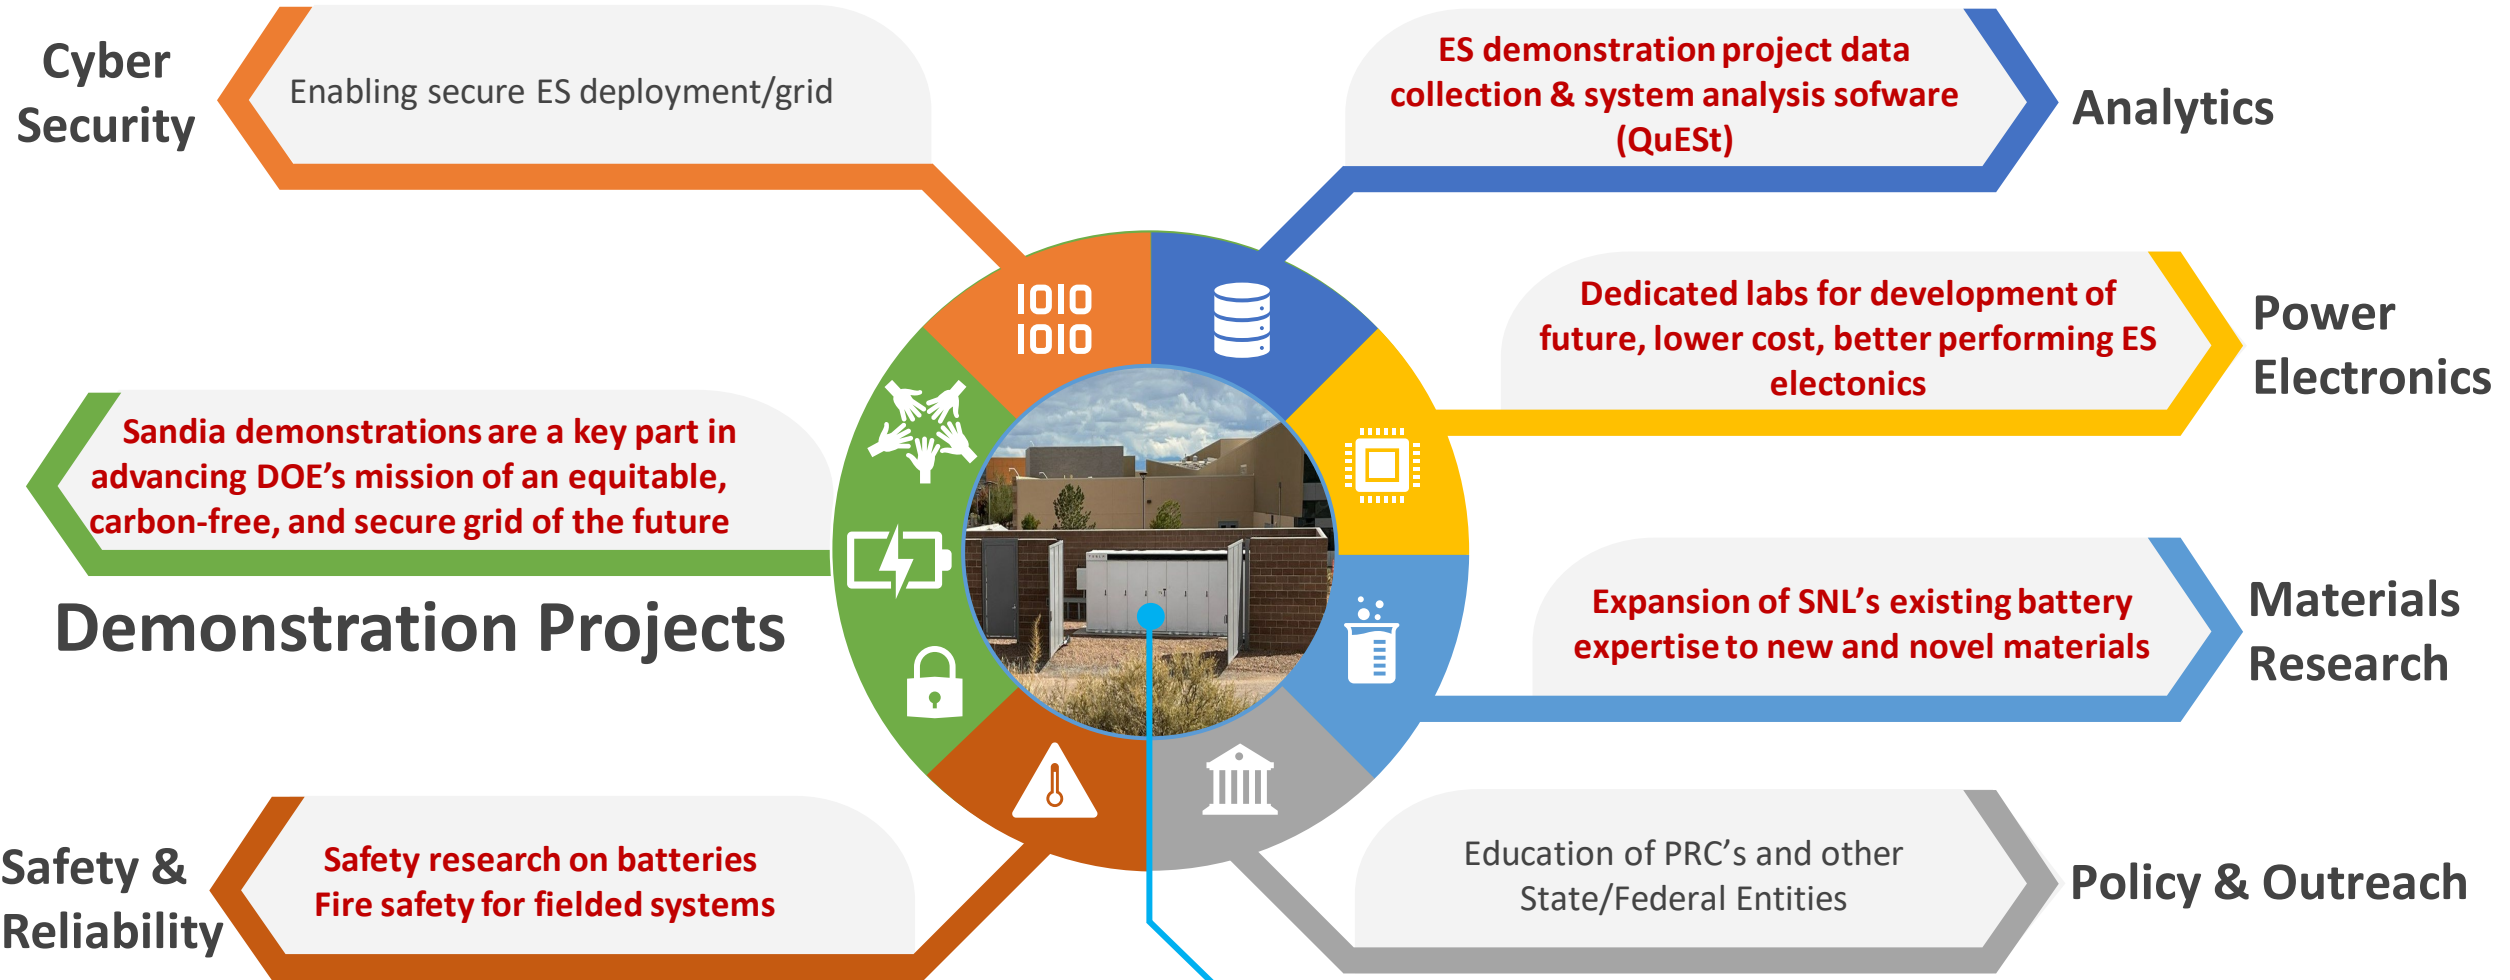 Cyber
Security
Enabling secure ES deployment/grid
ES demonstration project data
collection & system analysis sofware
(QuESt)
Analytics
1010
1010
Dedicated labs for development of
future, lower cost, better performing ES
electonics
Power
Electronics
Sandia demonstrations are a key part in
advancing DOE's mission of an equitable,
carbon-free, and secure grid of the future
Demonstration Projects
Expansion of SNL's existing battery
expertise to new and novel materials
Materials
Research
Safety &
Reliability
Safety research on batteries
Fire safety for fielded systems
Education of PRC's and other
State/Federal Entities
Policy & Outreach